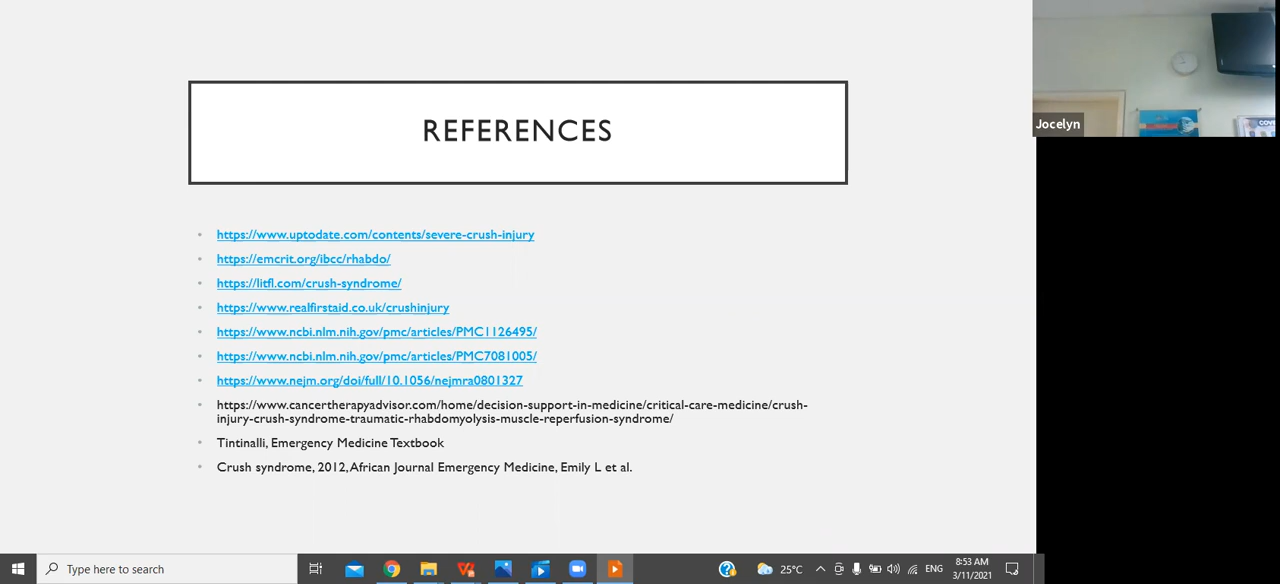 Jocelyn
COVI
REFERENCES
• https://www.uptodate.com/contents/severe-crush-injury
• https://emcrit.org/ibcc/rhabdo/
• https://litfl.com/crush-syndrome/
• https://www.realfirstaid.co.uk/crushinjury
• https://www.ncbi.nlm.nih.gov/pmc/articles/PMC1126495/
• https://www.ncbi.nlm.nih.gov/pmc/articles/PMC7081005/
• https://www.nejm.org/doi/full/10.1056/nejmra0801327
• https://www.cancertherapyadvisor.com/home/decision-support-in-medicine/critical-care-medicine/crush-
injury-crush-syndrome-traumatic-rhabdomyolysis-muscle-reperfusion-syndrome/
• Tintinalli, Emergency Medicine Textbook
• Crush syndrome, 2012, African Journal Emergency Medicine, Emily L et al.
Type here to search
25°C
ENG
8:53 AM
3/11/2021